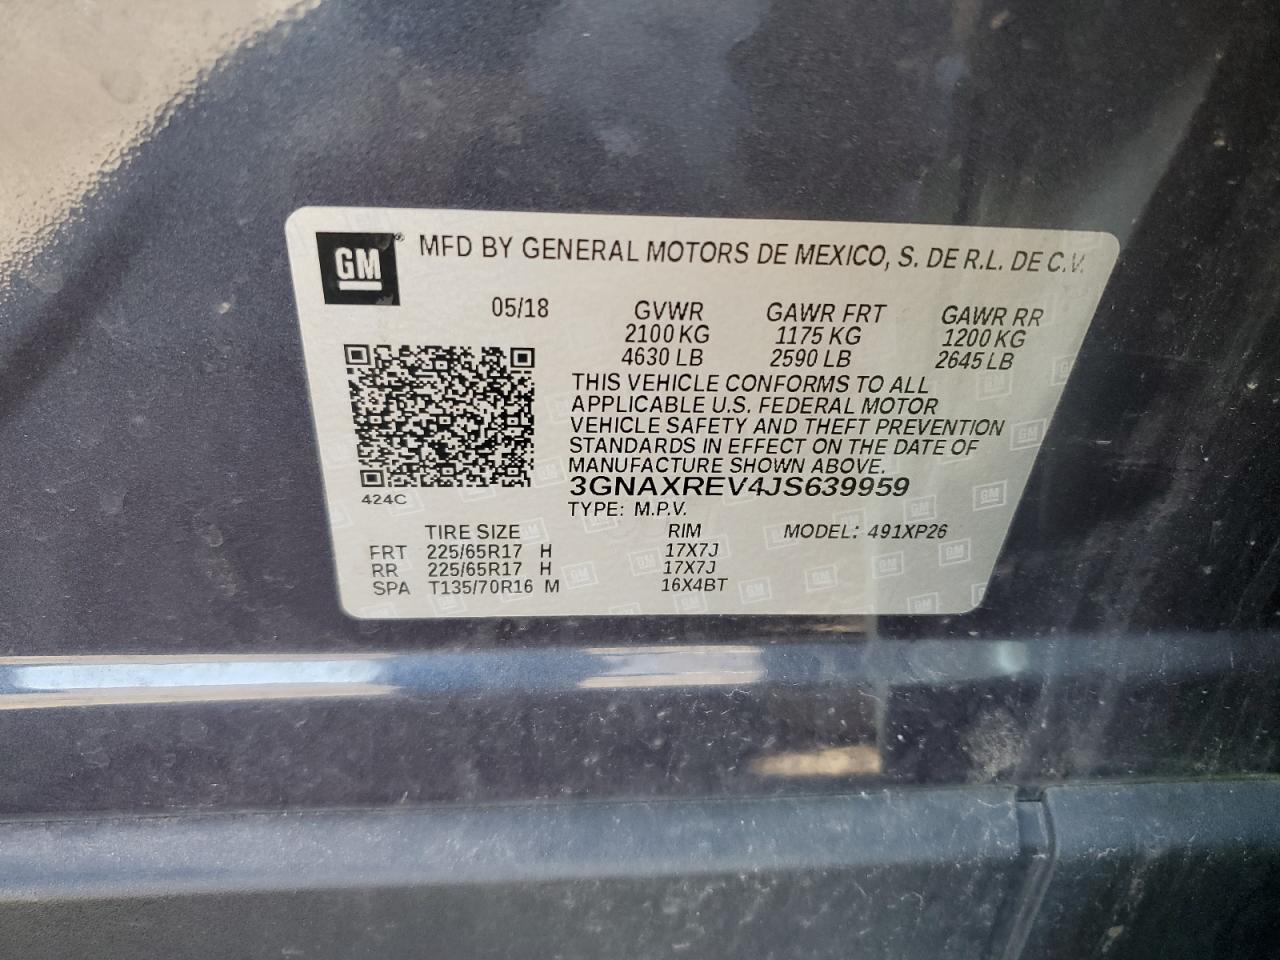 GM® MFD BY GENERAL MOTORS DE MEXICO, S. DE R.L. DE C.V.
05/18 GVWR GAWR FRT GAWR RR
2100 KG 1175 KG 1200 KG
4630 LB 2590 LB 2645 LB
THIS VEHICLE CONFORMS TO ALL
APPLICABLE U.S. FEDERAL MOTOR
VEHICLE SAFETY AND THEFT PREVENTION
STANDARDS IN EFFECT ON THE DATE OF
MANUFACTURE SHOWN ABOVE.
424C
3GNAXREV4JS639959
TYPE: M.P.V.
TIRE SIZE RIM MODEL: 491XP26
FRT 225/65R17 H 17X7J
RR 225/65R17 H 17X7J
SPA T135/70R16 M 16X4BT